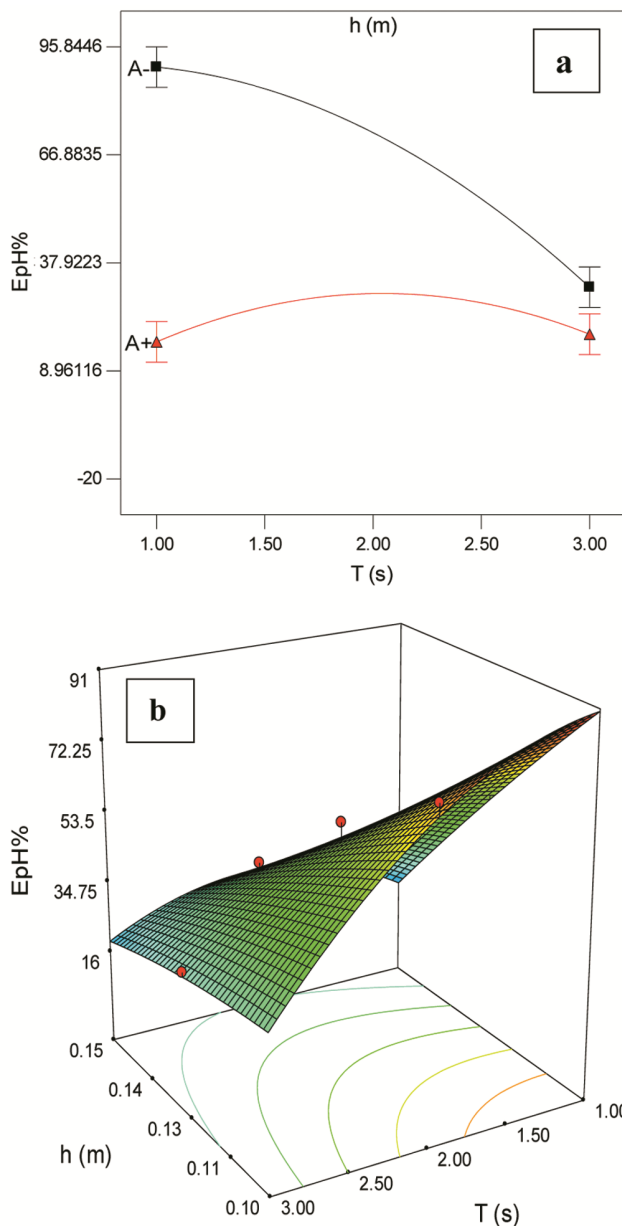 h (m)
a
95.8446
A-
66.8835
EpH%
37.9223
A+
8.96116
-20
1.00 1.50 2.00 2.50 3.00
T (s)
b
91
72.25
53.5
EpH%
34.75
16
0.15
0.14
0.13
h (m)
0.11
0.10
3.00
2.50
2.00
1.50
1.00
T (s)